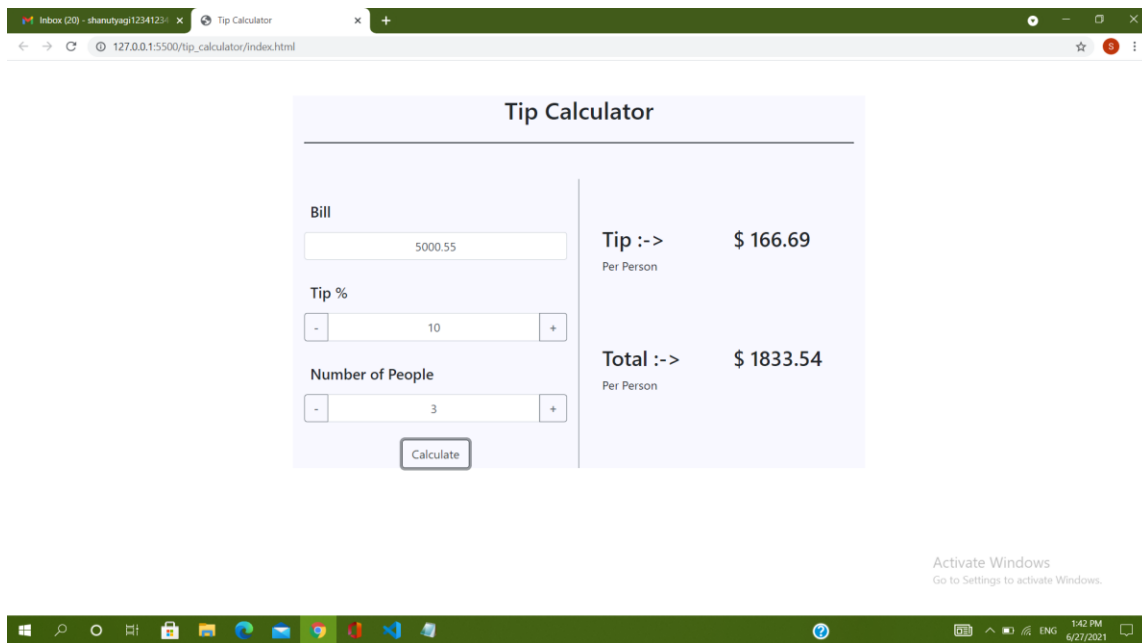 Inbox (20) - shanutyagi12341234
Tip Calculator
127.0.0.1:5500/tip_calculator/index.html
S
Tip Calculator
Bill
5000.55
Tip %
-
10
+
Number of People
-
3
+
Calculate
Tip :-> $ 166.69
Per Person
Total :-> $ 1833.54
Per Person
Activate Windows
Go to Settings to activate Windows.
ENG
1:42 PM
6/27/2021